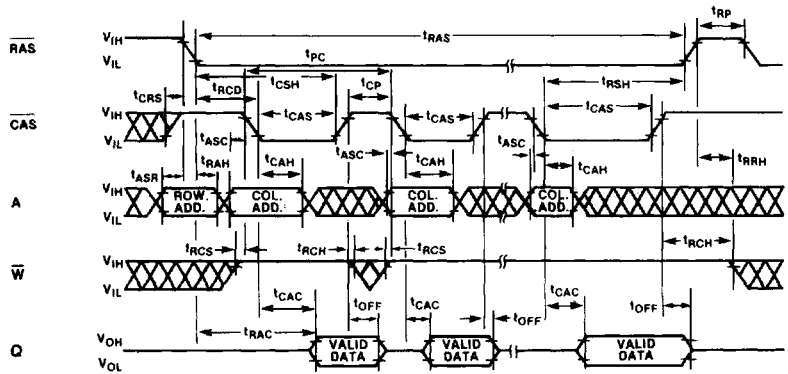 tRP
RAS
VIH
tRAS
VIL
tPC
tRCD
tCSH
tCP
tRSH
tCRS
CAS
VIH
tCAS
tCAS
tCAS
VIL
tASC
tASC
tASC
tASR
tRAH
tCAH
tCAH
tCAH
tRRH
A
VIH
ROW.
ADD.
COL.
ADD.
COL.
ADD.
COL.
ADD.
VIL
tRCS
tRCH
tRCS
tRCH
W
VIH
VIL
tCAC
tOFF
tCAC
tOFF
tCAC
tOFF
tRAC
Q
VOH
VALID
DATA
VALID
DATA
VALID
DATA
VOL